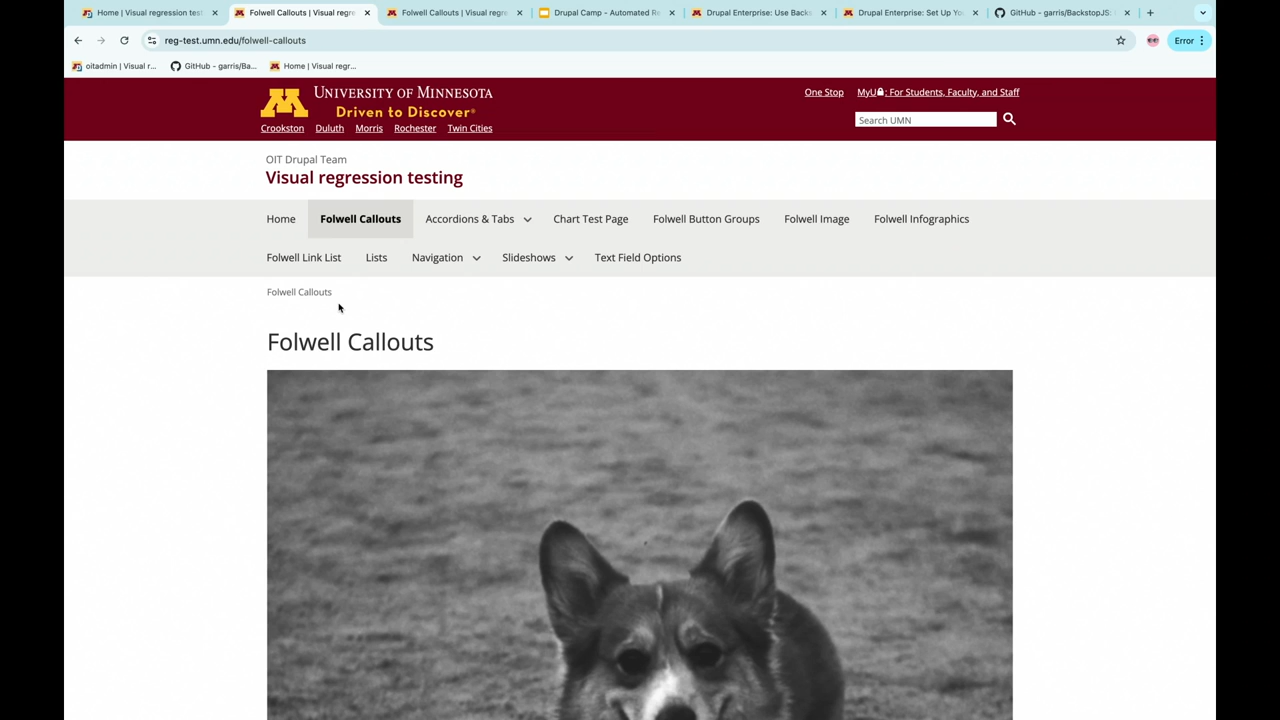 Home | Visual regression test
Folwell Callouts | Visual regre
Folwell Callouts | Visual regre
Drupal Camp - Automated Re
Drupal Enterprise: Use Backs
Drupal Enterprise: Set Up Yo
GitHub - garris/BackstopJS:
reg-test.umn.edu/folwell-callouts
Error
oitadmin | Visual r...
GitHub - garris/Ba...
Home | Visual regr...
UNIVERSITY OF MINNESOTA
Driven to Discover®
Crookston Duluth Morris Rochester Twin Cities
One Stop MyU: For Students, Faculty, and Staff
Search UMN
OIT Drupal Team
Visual regression testing
Home Folwell Callouts Accordions & Tabs Chart Test Page Folwell Button Groups Folwell Image Folwell Infographics
Folwell Link List Lists Navigation Slideshows Text Field Options
Folwell Callouts
Folwell Callouts